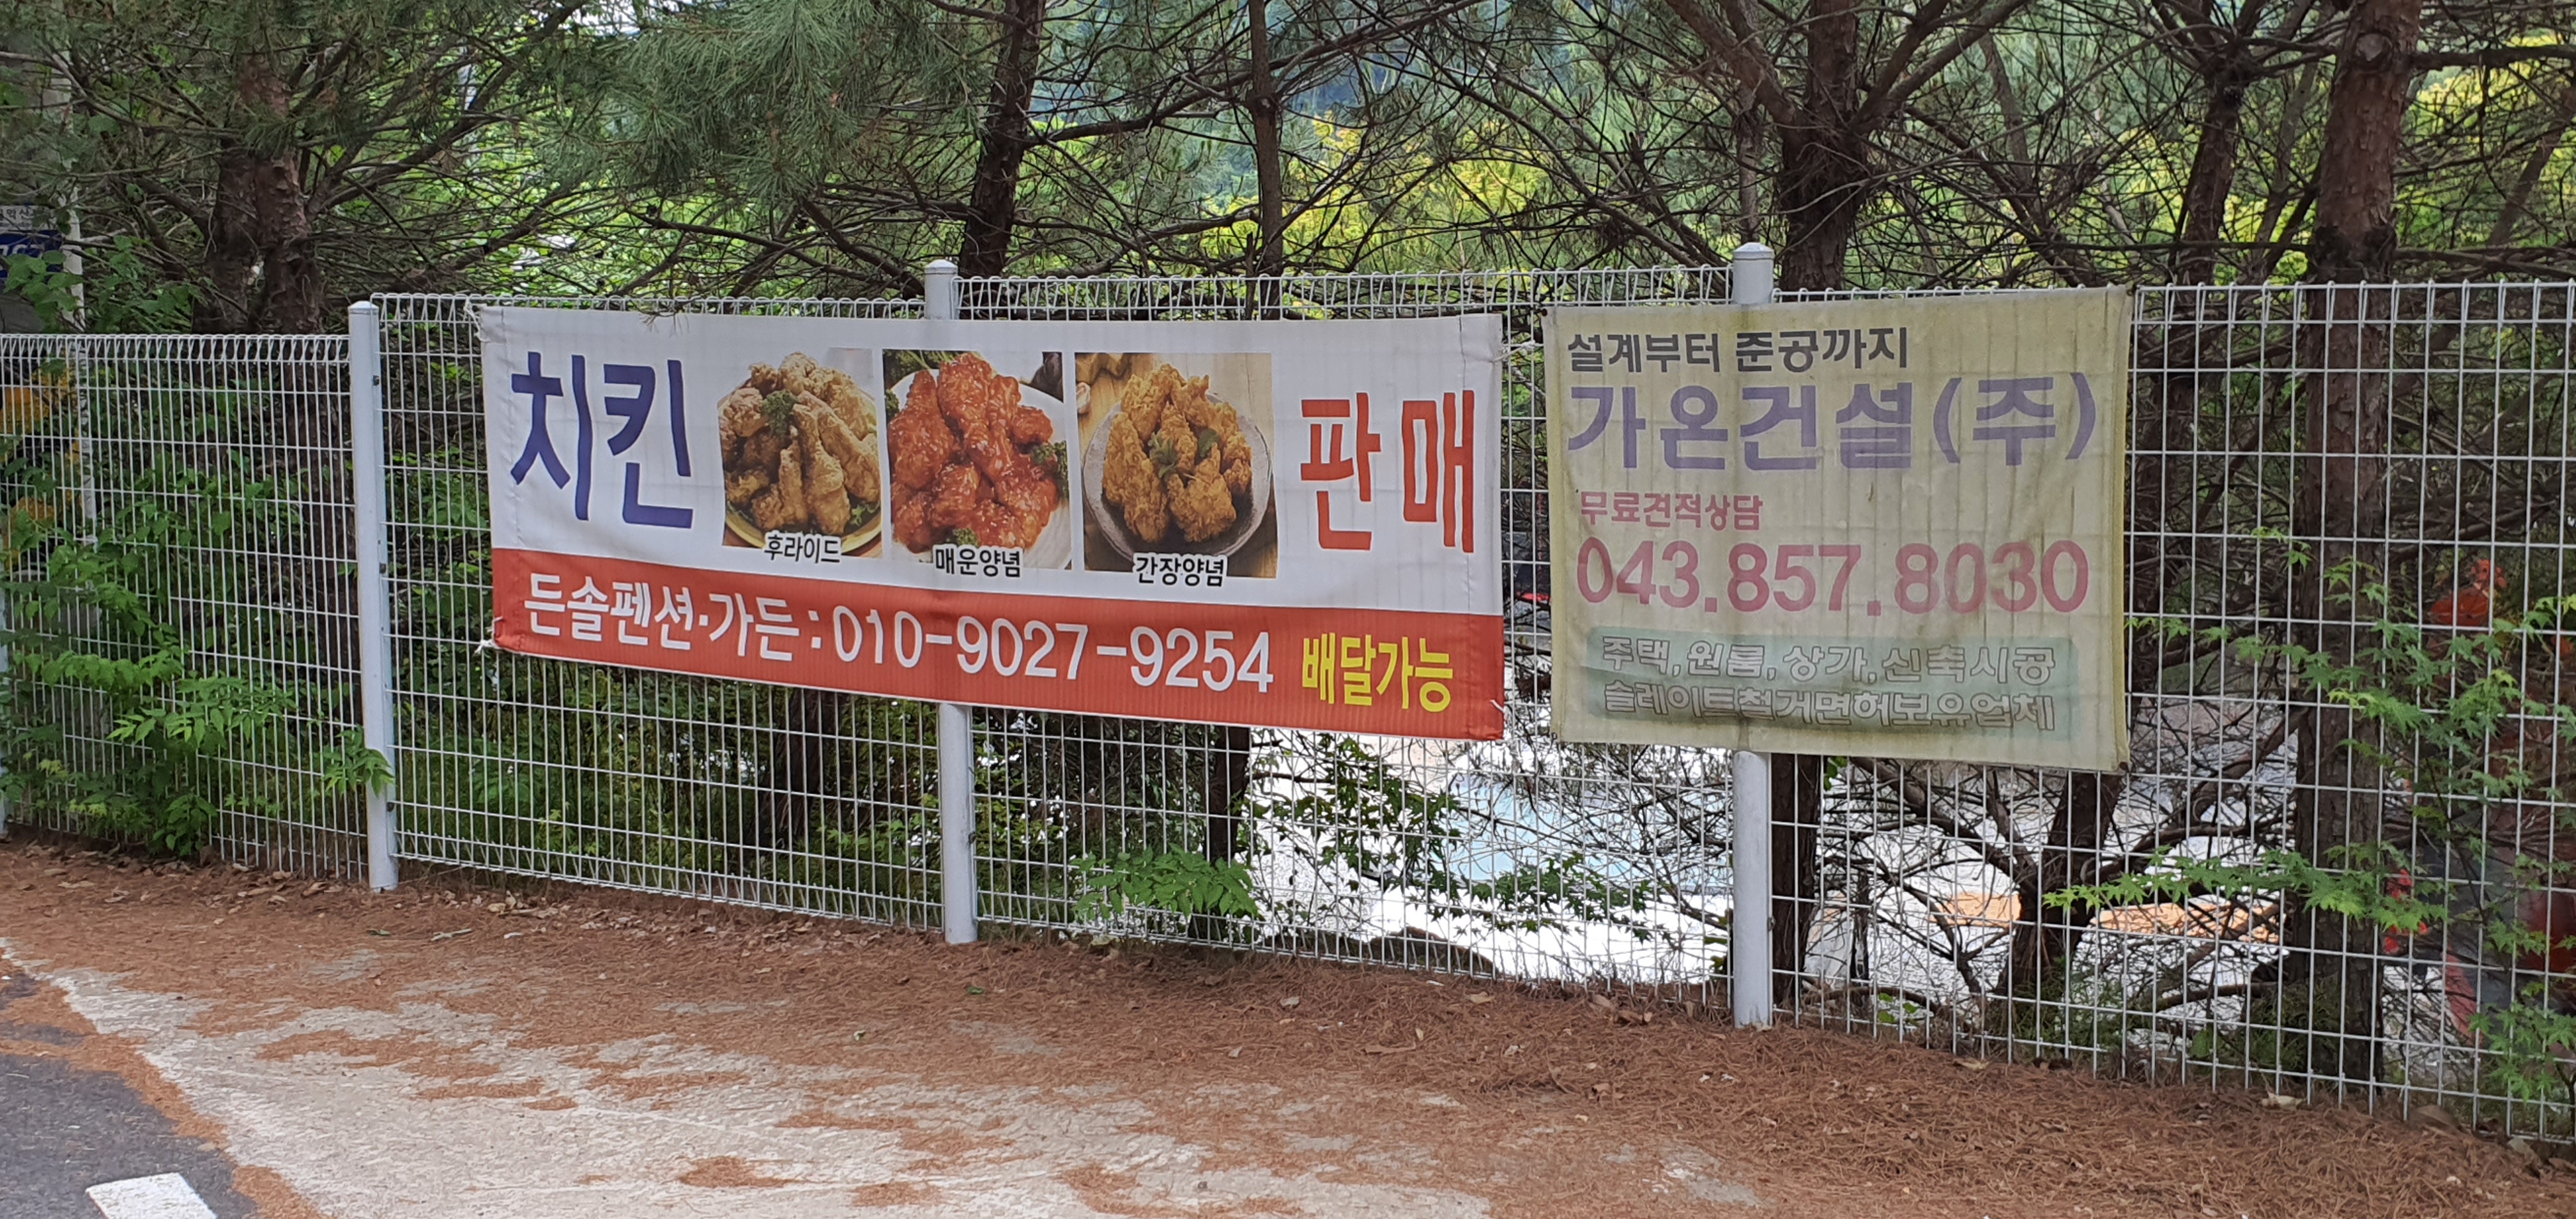 치킨 판매
후라이드
매운양념
간장양념
든솔펜션·가든 : 010-9027-9254 배달가능
설계부터 준공까지
가온건설(주)
무료견적상담
043.857.8030
주택, 원룸, 상가, 신축시공
슬레이트철거면허보유업체